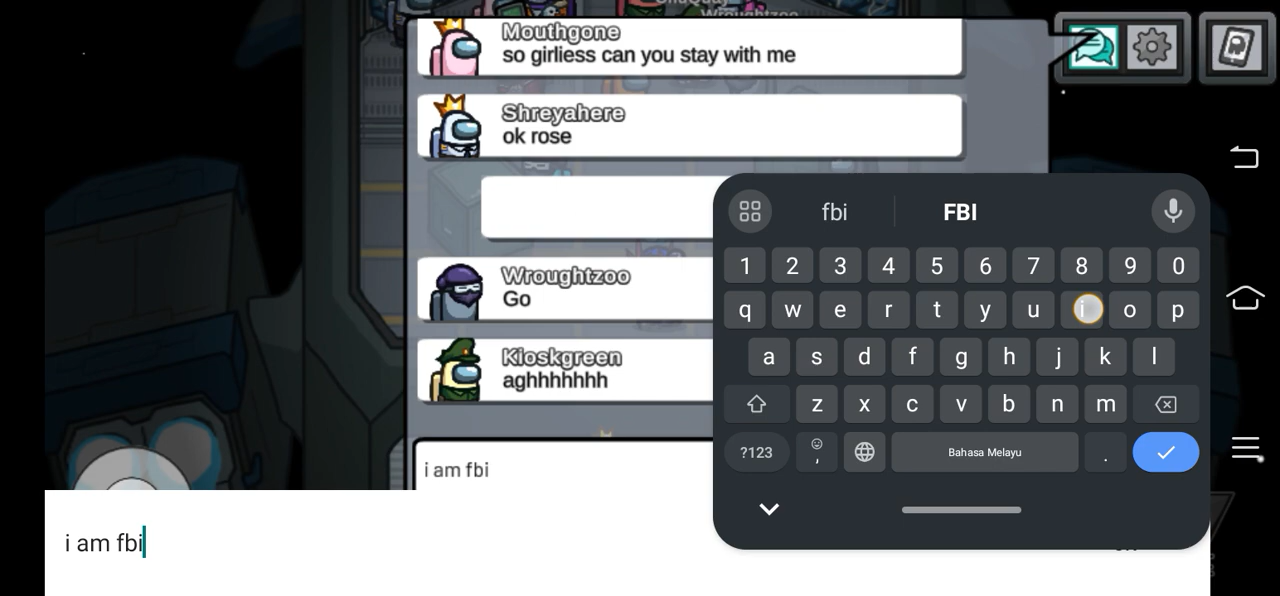 Wroughtzoo
Mouthgone
so girliess can you stay with me
Shreyahere
ok rose
Wroughtzoo
Go
Kioskgreen
aghhhhhhh
i am fbi
i am fbi
fbi
FBI
1 2 3 4 5 6 7 8 9 0
q w e r t y u i o p
a s d f g h j k l
z x c v b n m
?123 , Bahasa Melayu .